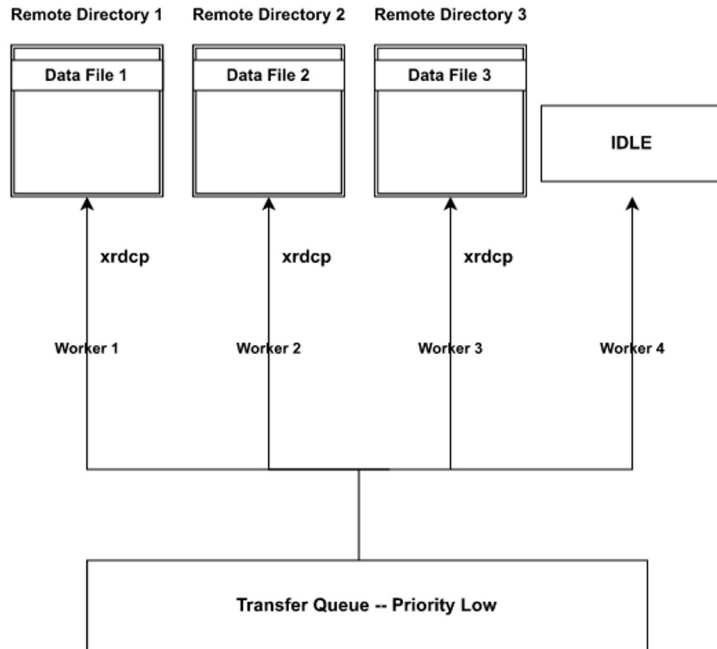 Remote Directory 1
Remote Directory 2
Remote Directory 3
Data File 1
Data File 2
Data File 3
IDLE
xrdcp
xrdcp
xrdcp
Worker 1
Worker 2
Worker 3
Worker 4
Transfer Queue -- Priority Low